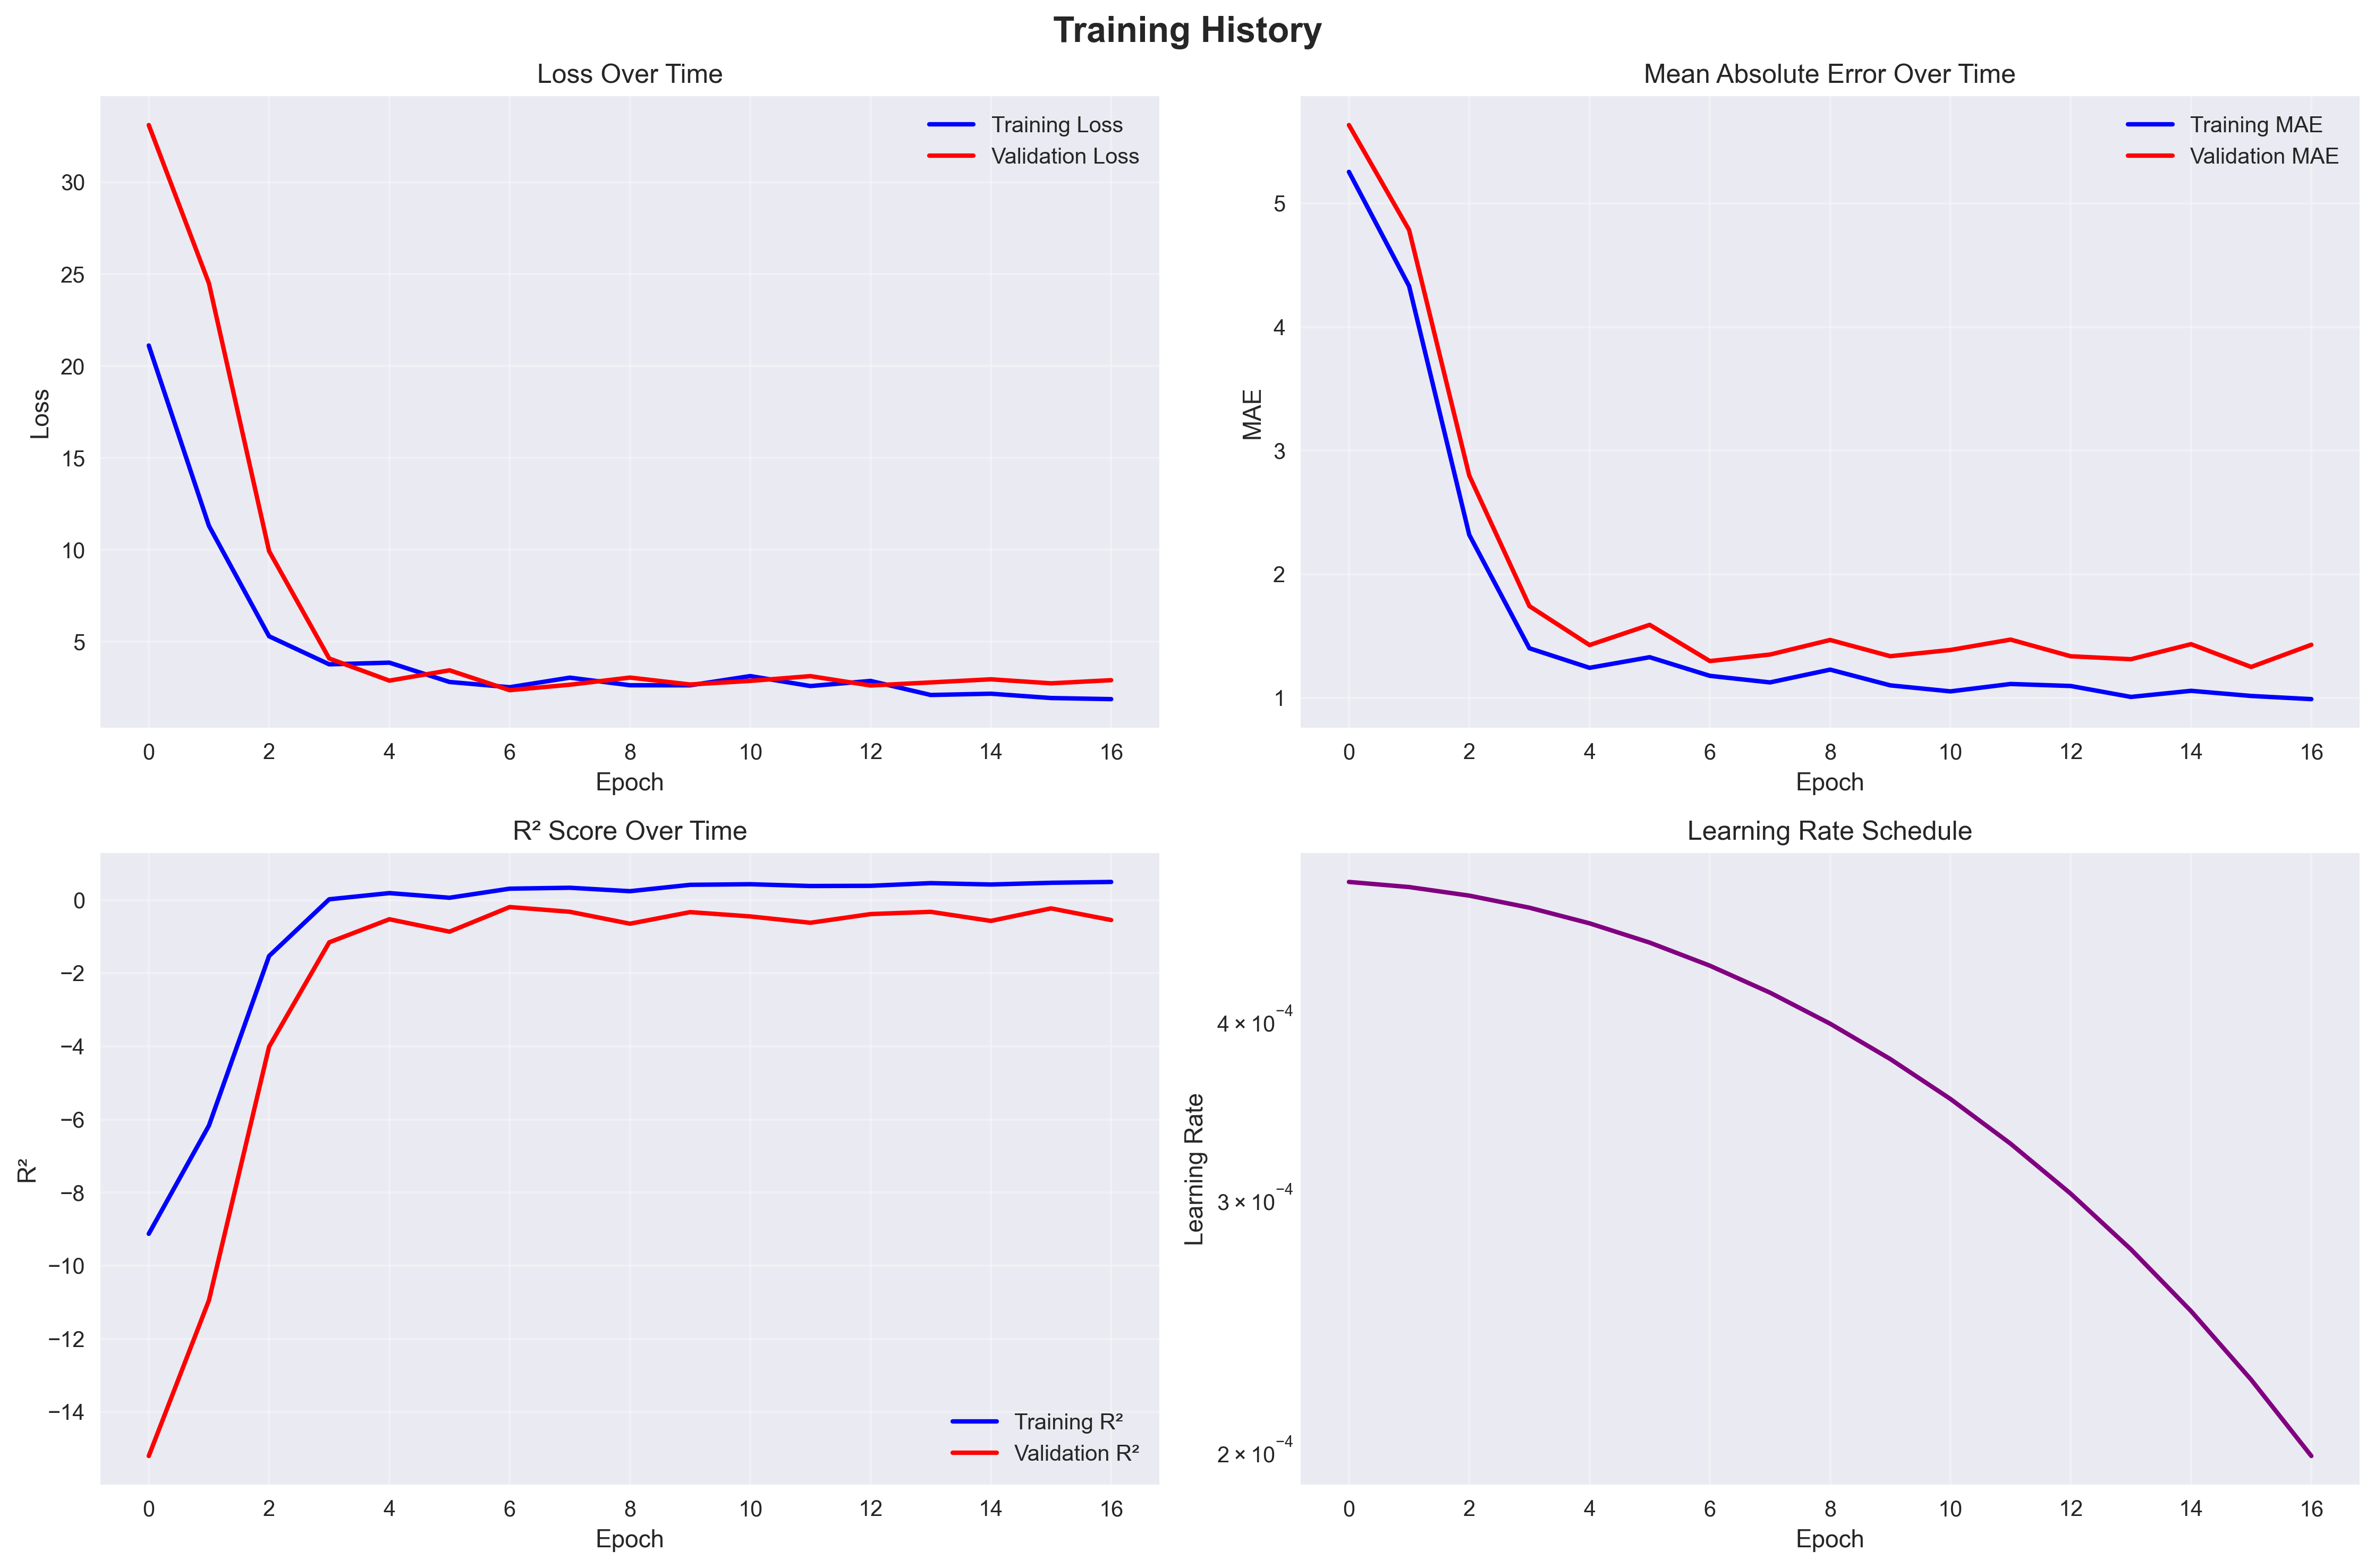 Training History
Loss Over Time
Training Loss
Validation Loss
Loss
30
25
20
15
10
5
0 2 4 6 8 10 12 14 16
Epoch
Mean Absolute Error Over Time
Training MAE
Validation MAE
MAE
5
4
3
2
1
0 2 4 6 8 10 12 14 16
Epoch
R² Score Over Time
R²
0
−2
−4
−6
−8
−10
−12
−14
Training R²
Validation R²
0 2 4 6 8 10 12 14 16
Epoch
Learning Rate Schedule
Learning Rate
4 × 10⁻⁴
3 × 10⁻⁴
2 × 10⁻⁴
0 2 4 6 8 10 12 14 16
Epoch